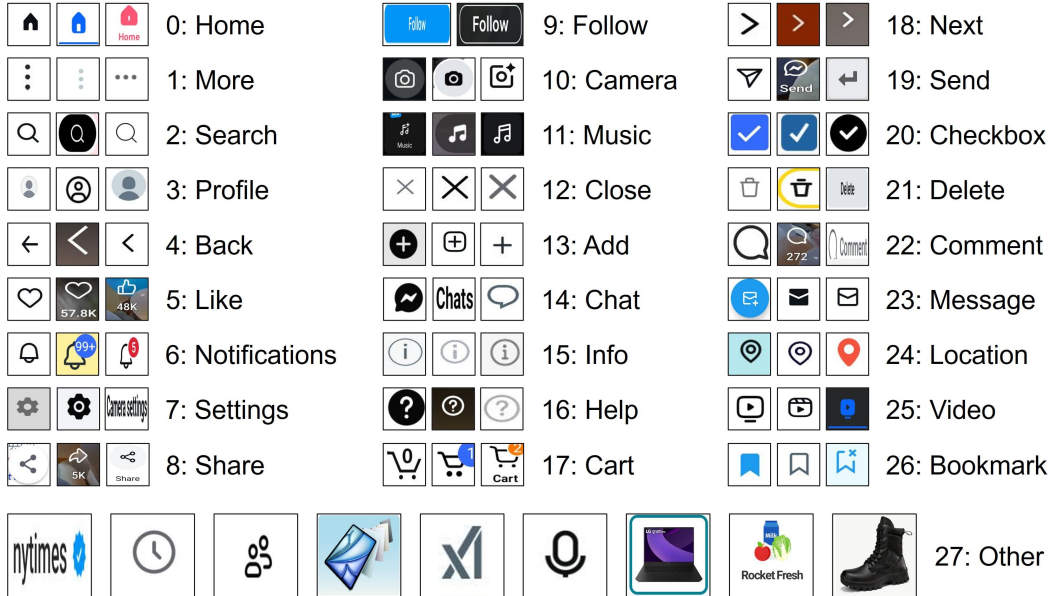 Home
0: Home
Follow
Follow
9: Follow
18: Next
1: More
10: Camera
Send
19: Send
2: Search
Music
11: Music
20: Checkbox
3: Profile
12: Close
Delete
21: Delete
4: Back
13: Add
272
Comment
22: Comment
57.8K
48K
5: Like
Chats
14: Chat
23: Message
99+
5
6: Notifications
15: Info
24: Location
Camera settings
7: Settings
16: Help
25: Video
5K
Share
8: Share
0
1
2
Cart
17: Cart
26: Bookmark
nytimes
LG gram
Milk
Rocket Fresh
27: Other